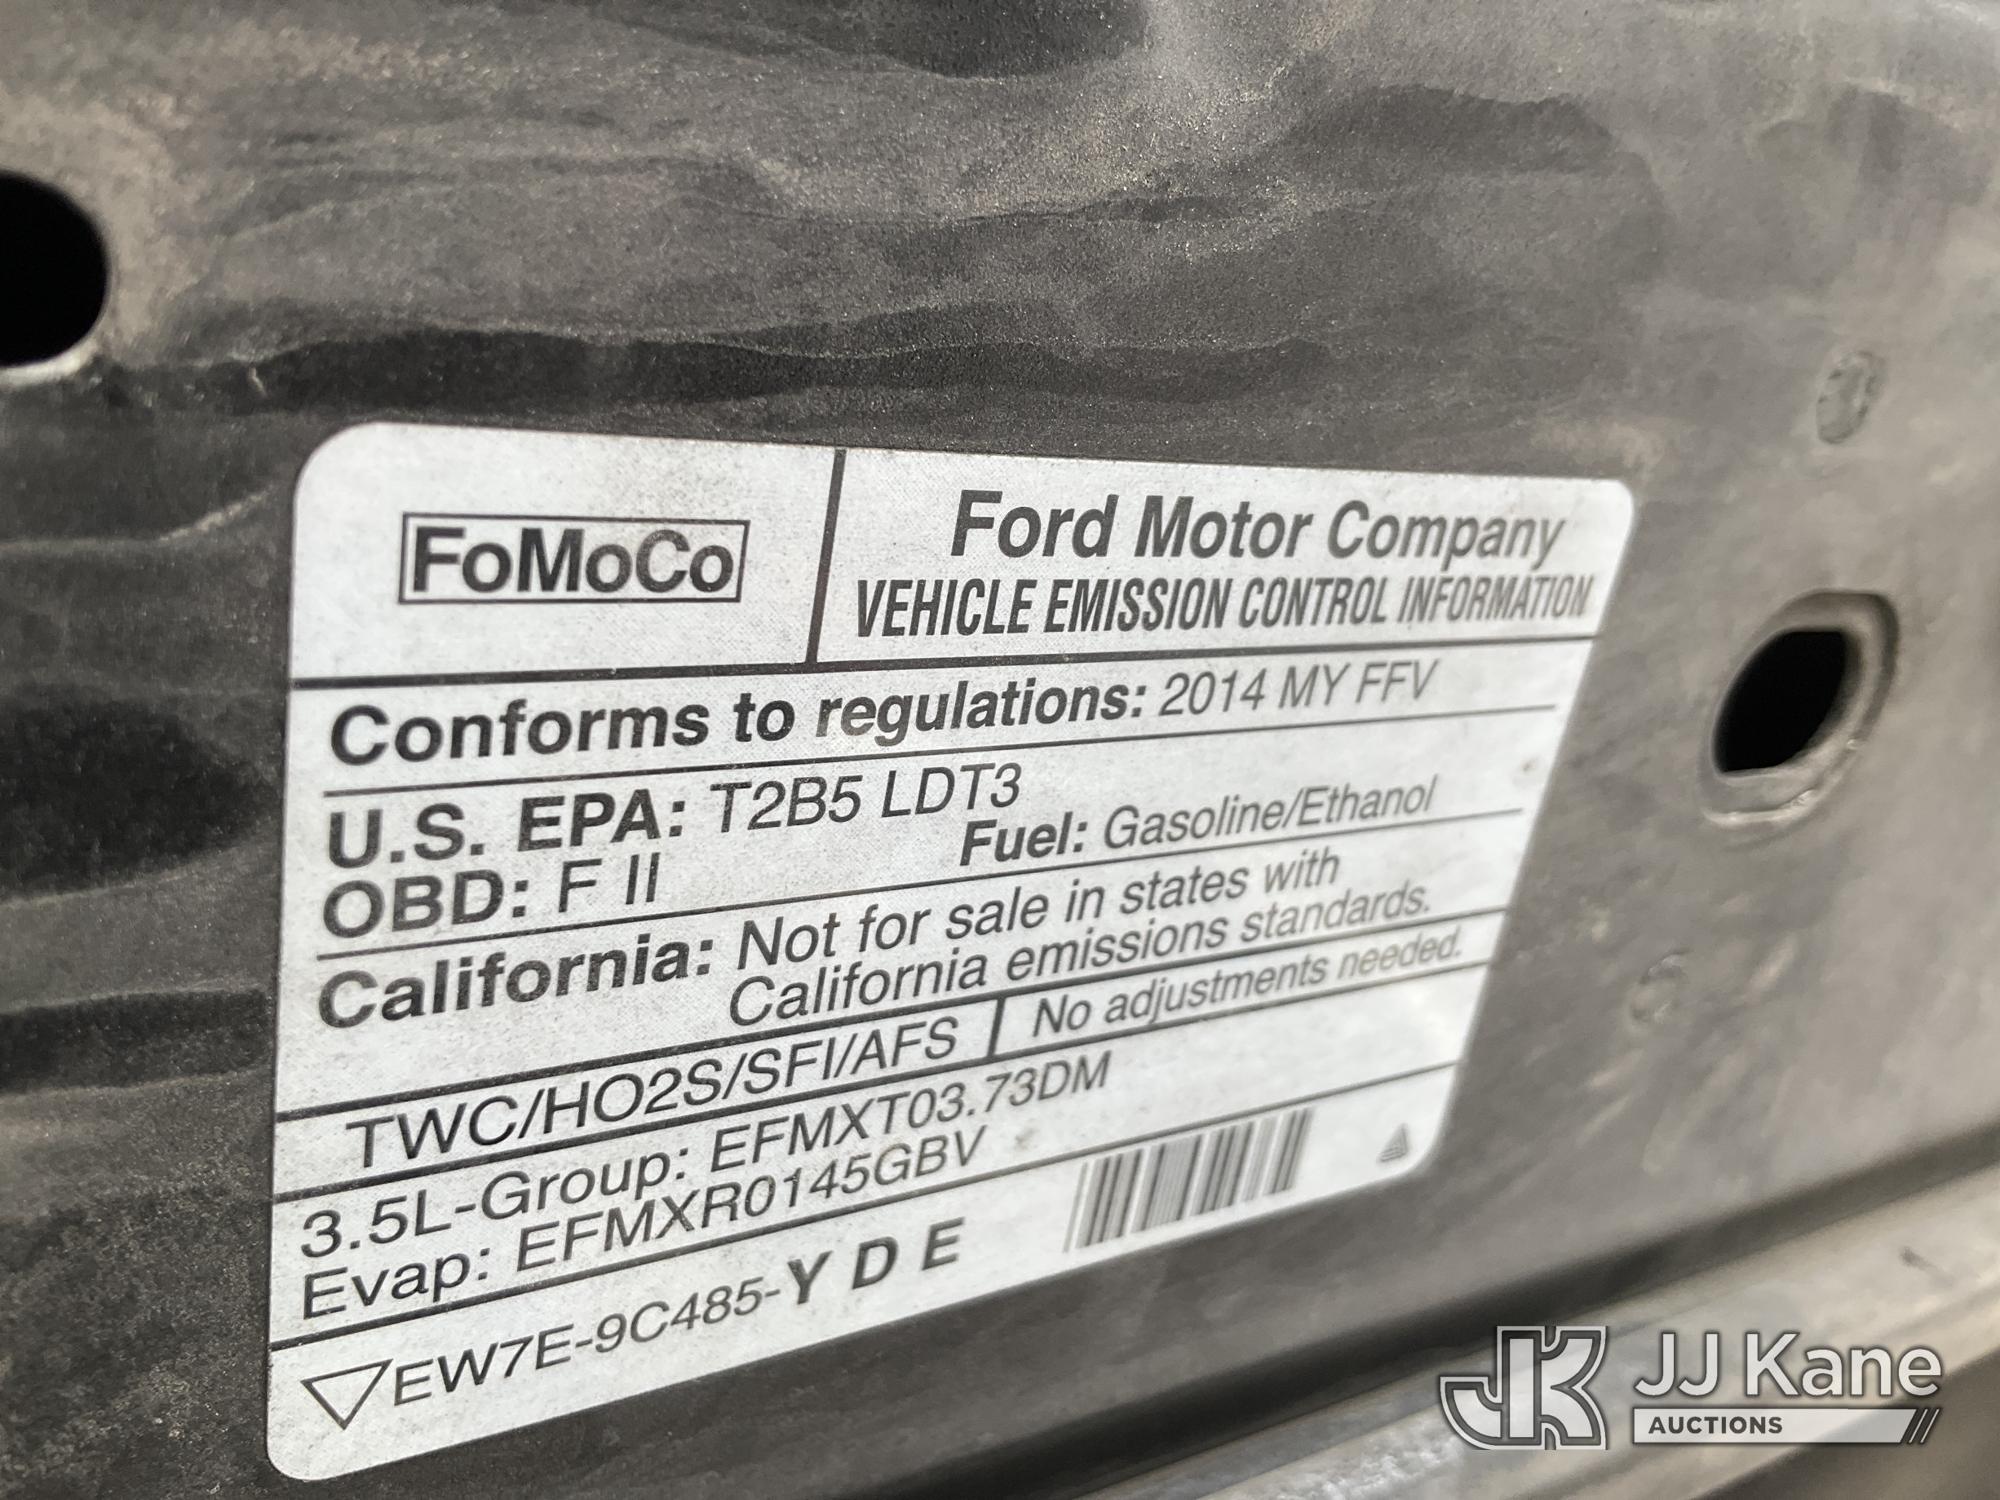 FoMoCo
Ford Motor Company
VEHICLE EMISSION CONTROL INFORMATION
Conforms to regulations: 2014 MY FFV
U.S. EPA: T2B5 LDT3
OBD: F II
Fuel: Gasoline/Ethanol
California: Not for sale in states with
California emissions standards.
TWC/HO2S/SFI/AFS
No adjustments needed.
3.5L-Group: EFMXT03.73DM
Evap: EFMXR0145GBV
EW7E-9C485-Y D E
JK
JJ Kane
AUCTIONS